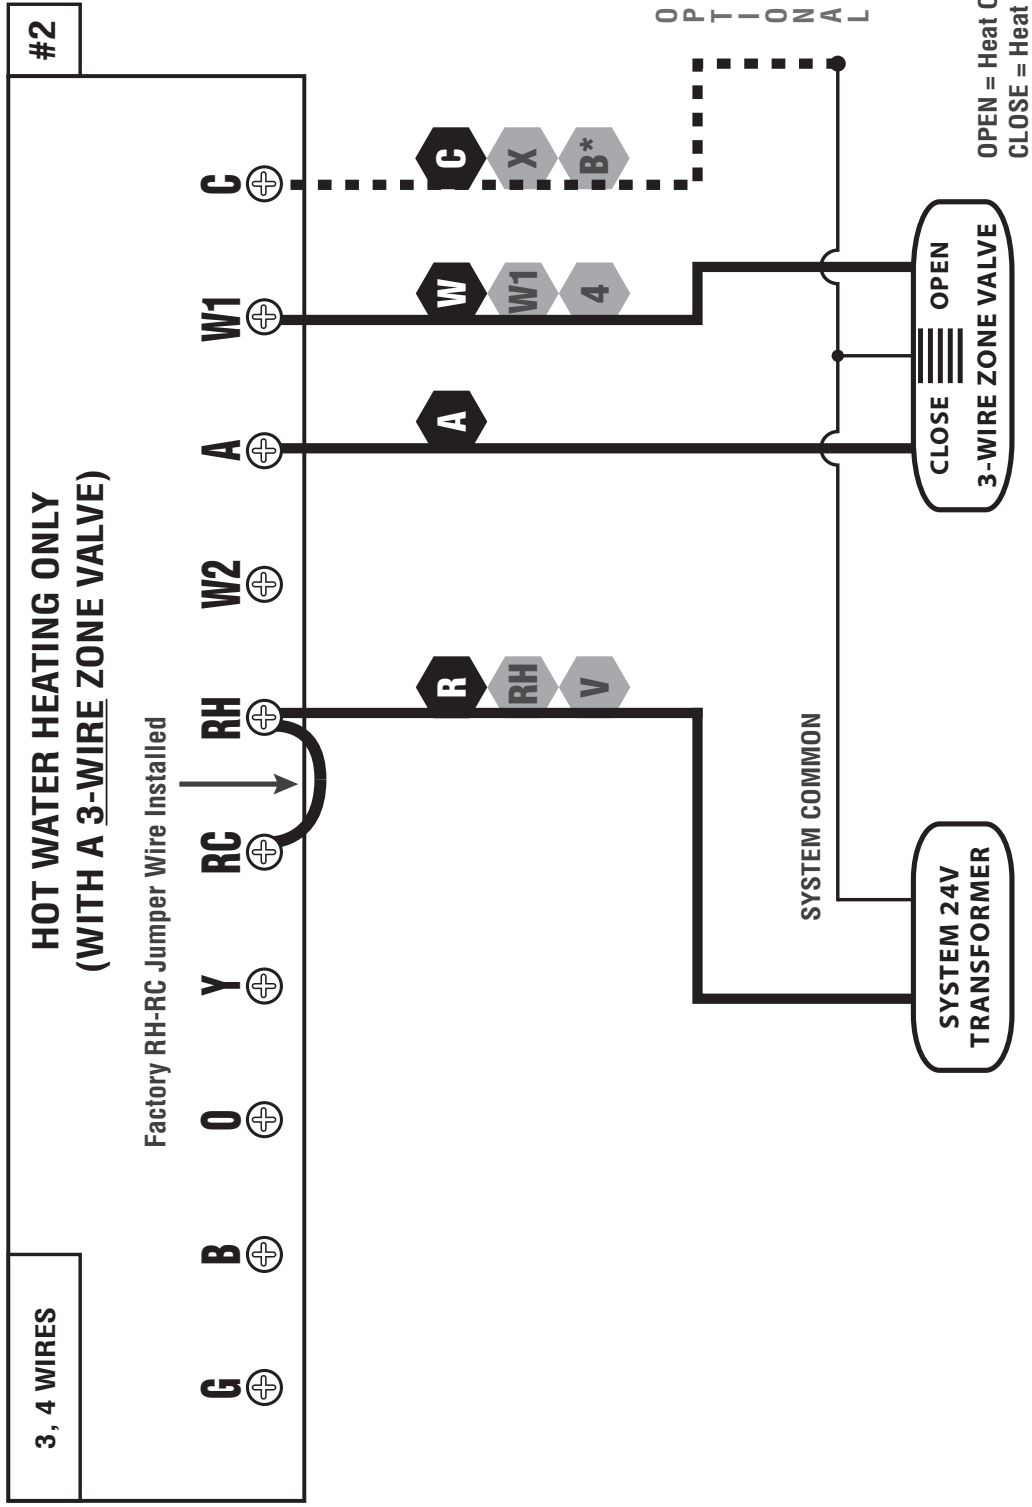 3, 4 WIRES
#2
HOT WATER HEATING ONLY
(WITH A 3-WIRE ZONE VALVE)
Factory RH-RC Jumper Wire Installed
G B O Y RC RH W2 A W1 C
R A W C
RH W1 X
V 4 B*
OPTIONAL
SYSTEM COMMON
SYSTEM 24V
TRANSFORMER
CLOSE OPEN
3-WIRE ZONE VALVE
OPEN = Heat
CLOSE = Heat